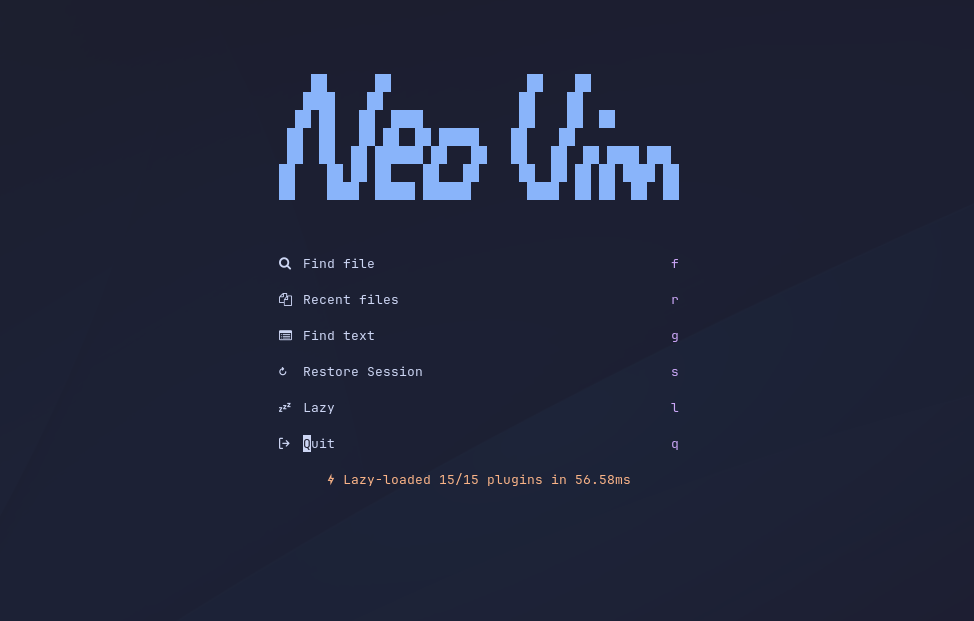 Neo Vim
Find file f
Recent files r
Find text g
Restore Session s
zzz Lazy l
Quit q
Lazy-loaded 15/15 plugins in 56.58ms